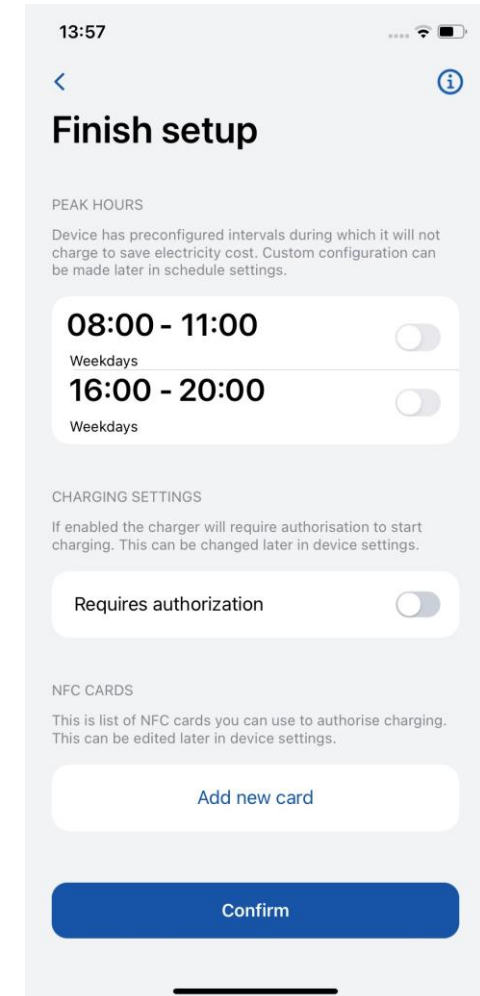 13:57
Finish setup
PEAK HOURS
Device has preconfigured intervals during which it will not
charge to save electricity cost. Custom configuration can
be made later in schedule settings.
08:00 - 11:00
Weekdays
16:00 - 20:00
Weekdays
CHARGING SETTINGS
If enabled the charger will require authorisation to start
charging. This can be changed later in device settings.
Requires authorization
NFC CARDS
This is list of NFC cards you can use to authorise charging.
This can be edited later in device settings.
Add new card
Confirm